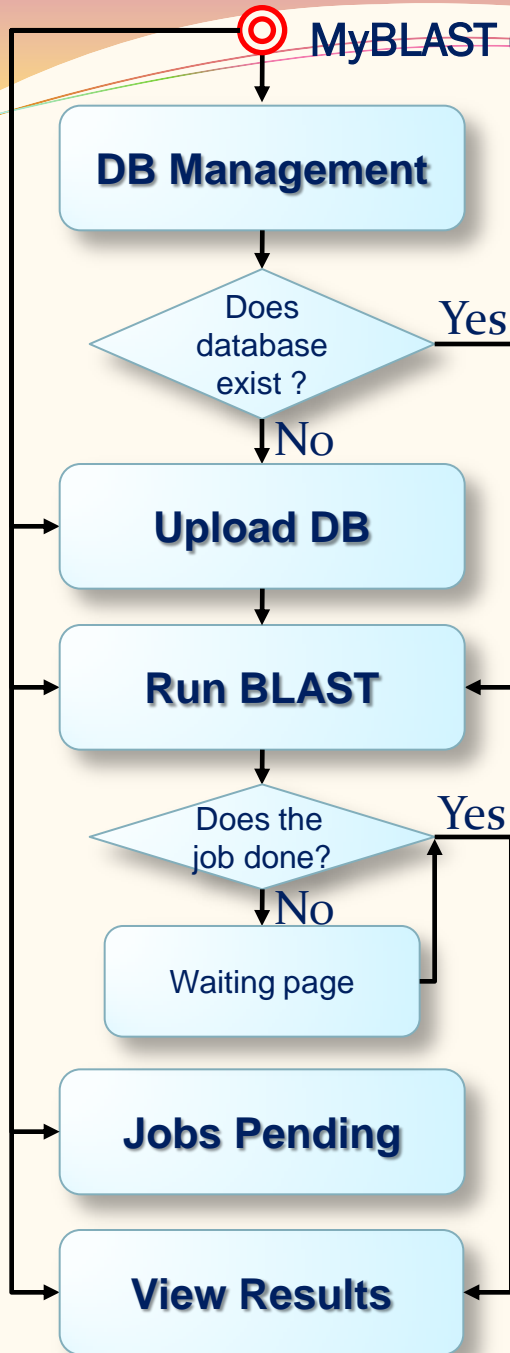 MyBLAST
DB Management
Does
database
exist ?
Yes
No
Upload DB
Run BLAST
Does the
job done?
Yes
No
Waiting page
Jobs Pending
View Results